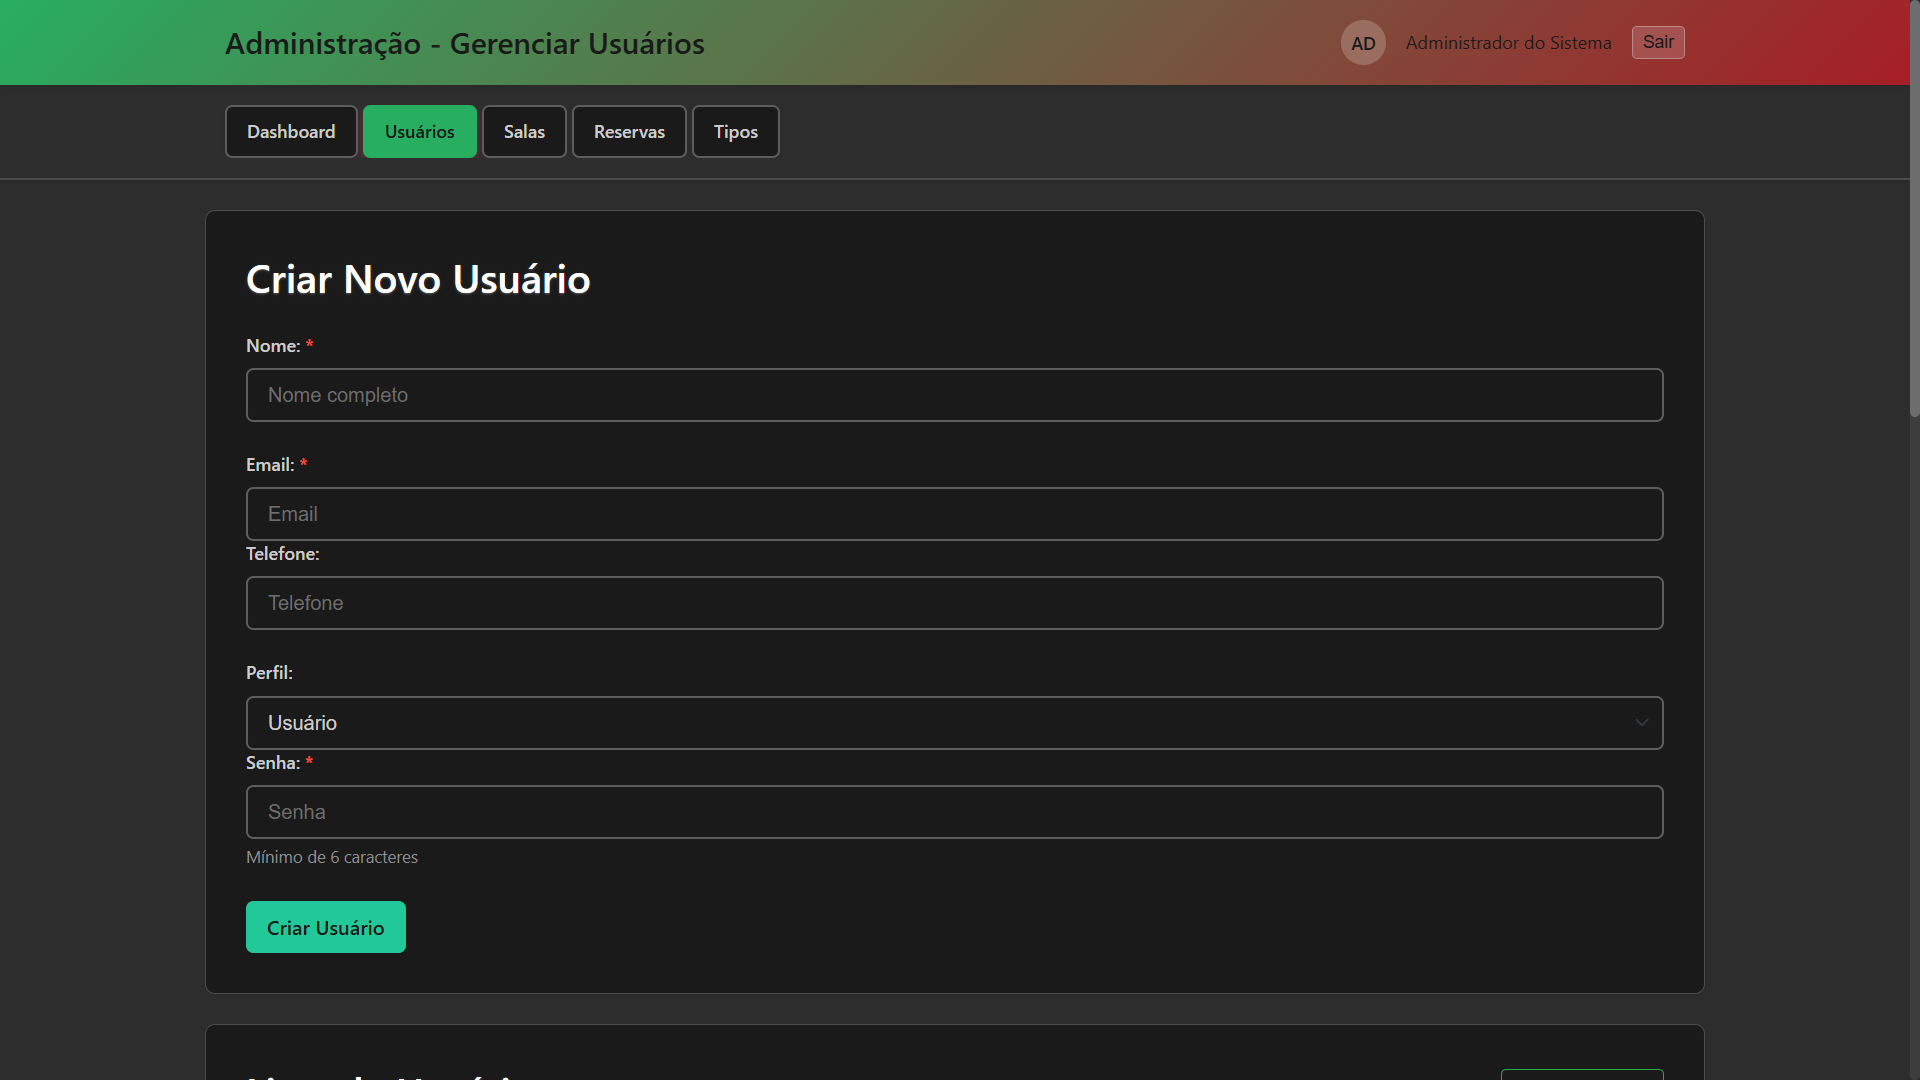 Administração - Gerenciar Usuários
AD Administrador do Sistema Sair
Dashboard Usuários Salas Reservas Tipos
Criar Novo Usuário
Nome: *
Nome completo
Email: *
Email
Telefone:
Telefone
Perfil:
Usuário
Senha: *
Senha
Mínimo de 6 caracteres
Criar Usuário